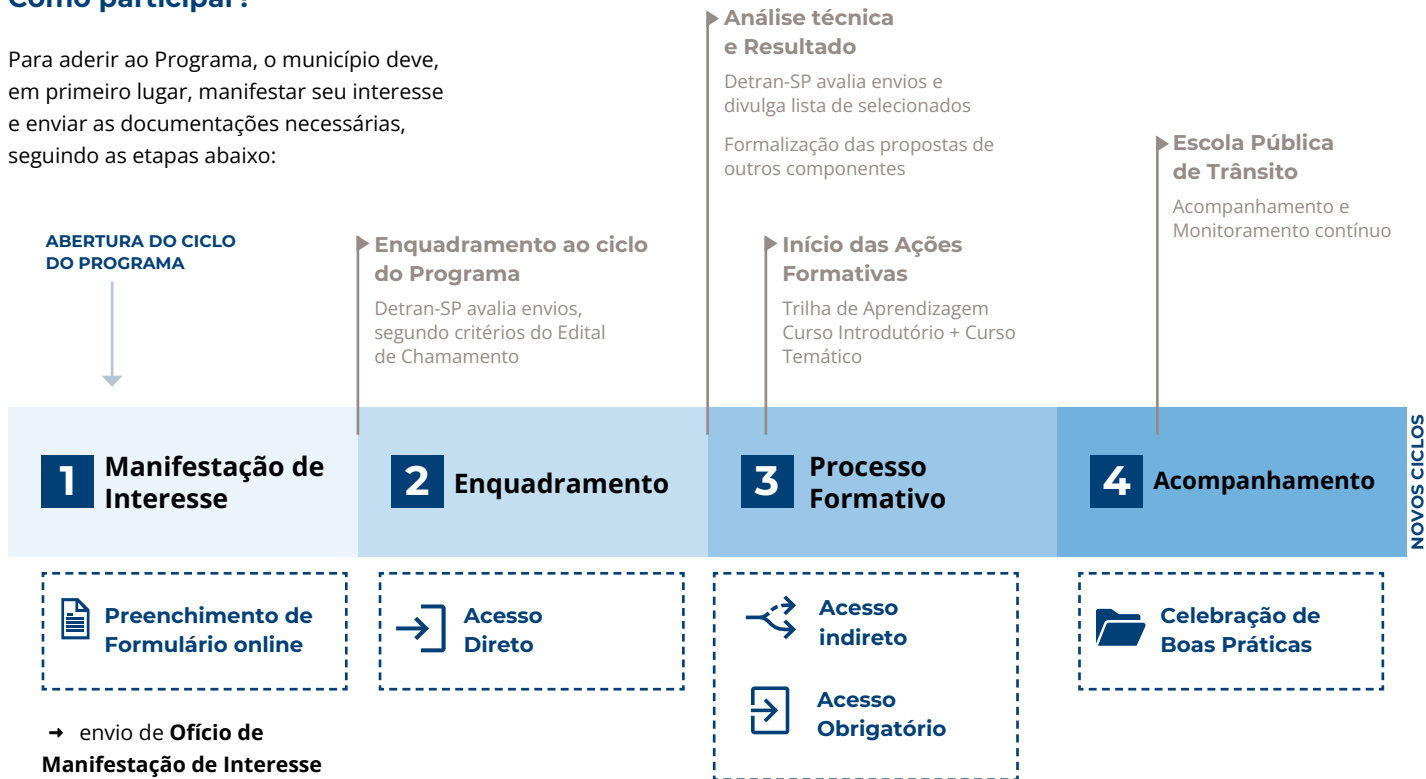 Como participar?
Para aderir ao Programa, o município deve,
em primeiro lugar, manifestar seu interesse
e enviar as documentações necessárias,
seguindo as etapas abaixo:
ABERTURA DO CICLO
DO PROGRAMA
Enquadramento ao ciclo
do Programa
Detran-SP avalia envios,
segundo critérios do Edital
de Chamamento
Análise técnica
e Resultado
Detran-SP avalia envios e
divulga lista de selecionados
Formalização das propostas de
outros componentes
Início das Ações
Formativas
Trilha de Aprendizagem
Curso Introdutório + Curso
Temático
Escola Pública
de Trânsito
Acompanhamento e
Monitoramento contínuo
1 Manifestação de
Interesse
2 Enquadramento
3 Processo
Formativo
4 Acompanhamento
NOVOS CICLOS
Preenchimento de
Formulário online
Acesso
Direto
Acesso
indireto
Acesso
Obrigatório
Celebração de
Boas Práticas
→ envio de Ofício de
Manifestação de Interesse